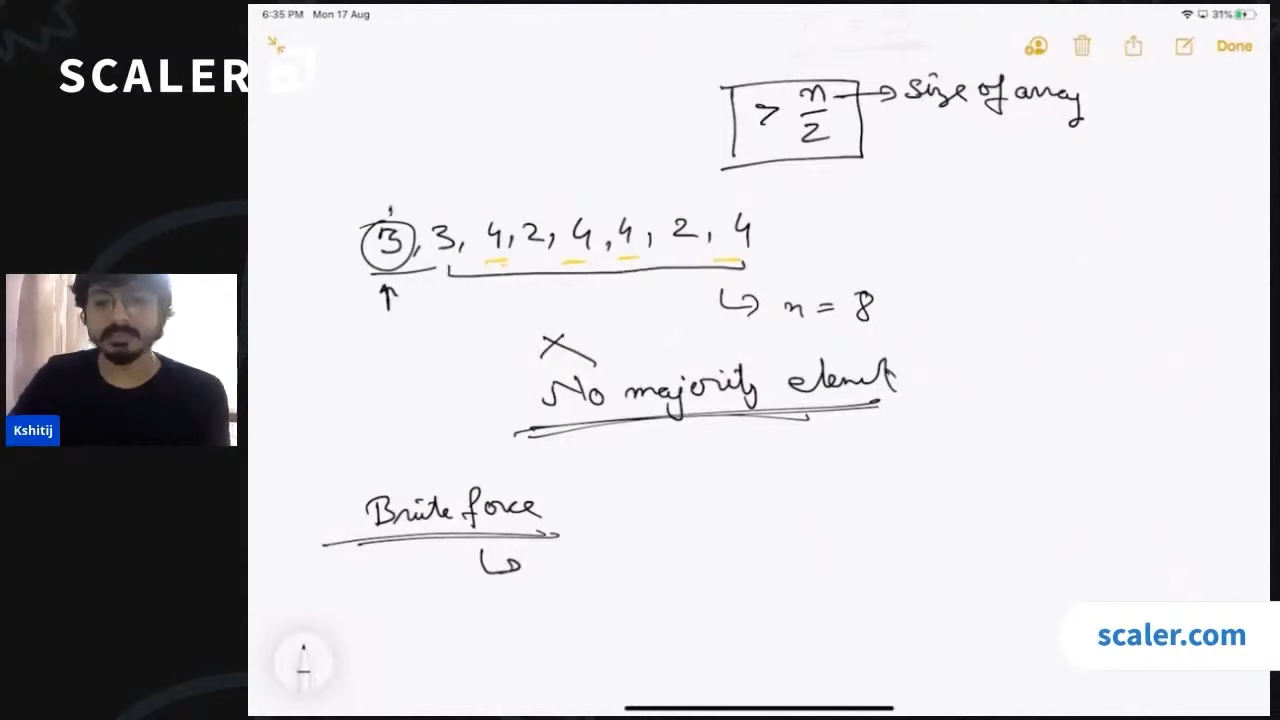 6:35 PM Mon 17 Aug
31%
SCALER
Done
> n/2 → size of array
3, 3, 4, 2, 4, 4, 2, 4
↳ n = 8
No majority element
Kshitij
Brute force
scaler.com